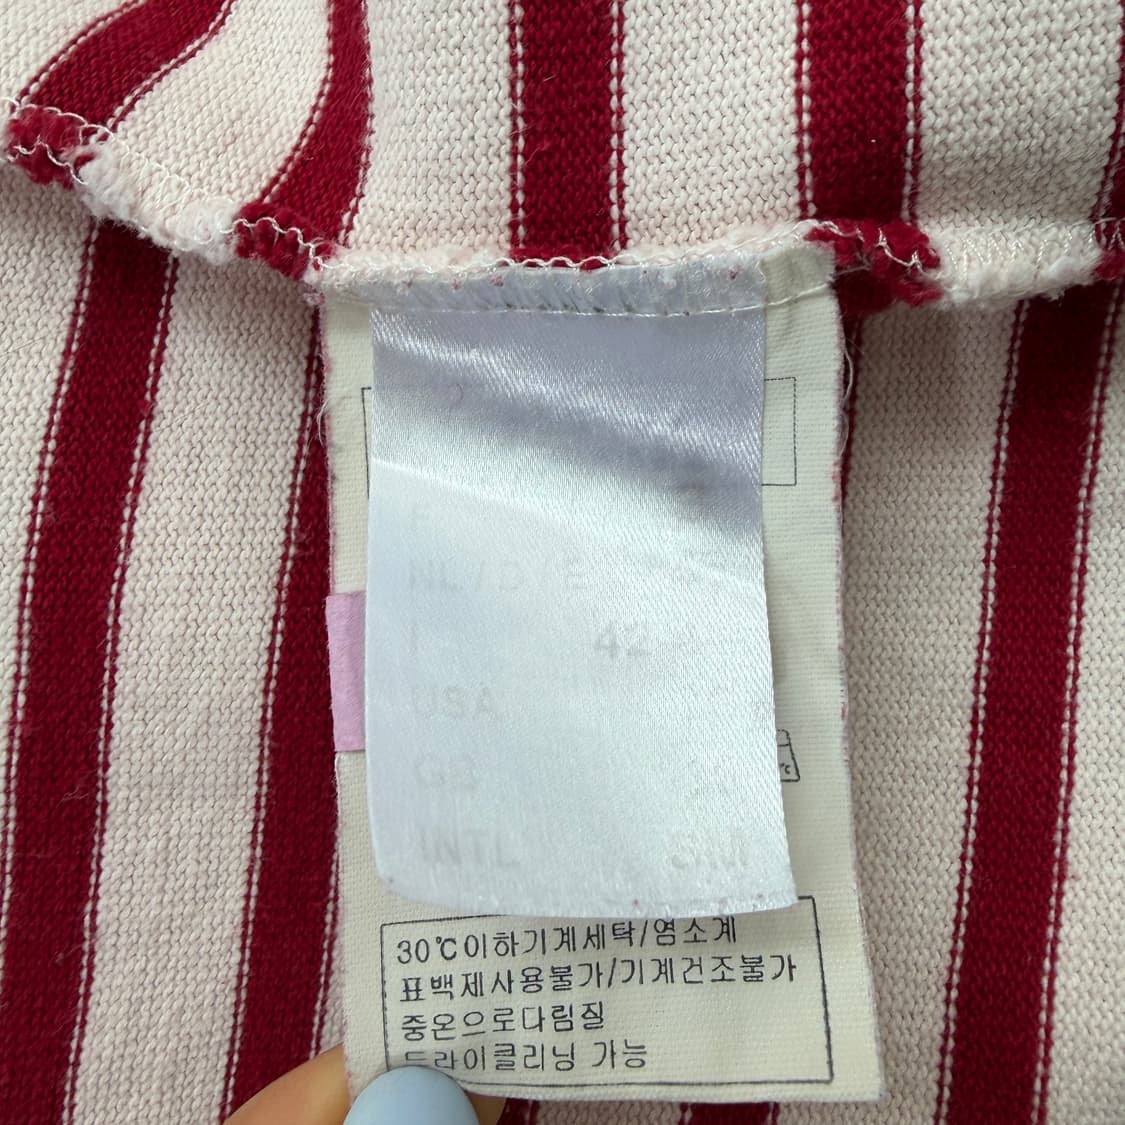 F
NL / D / E
I 42
USA
GB
INTL S/M
30℃이하기계세탁/염소계
표백제사용불가/기계건조불가
중온으로다림질
드라이클리닝 가능